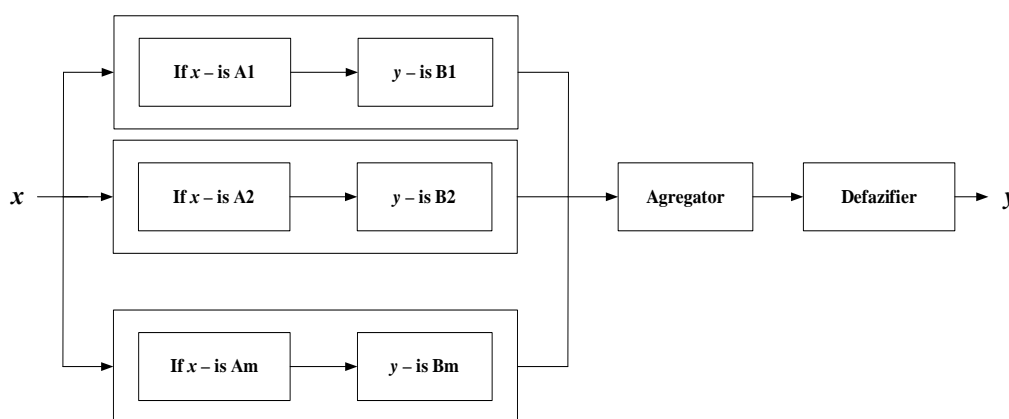 If x – is A1
y – is B1
x
If x – is A2
y – is B2
Agregator
Defazifier
y
If x – is Am
y – is Bm